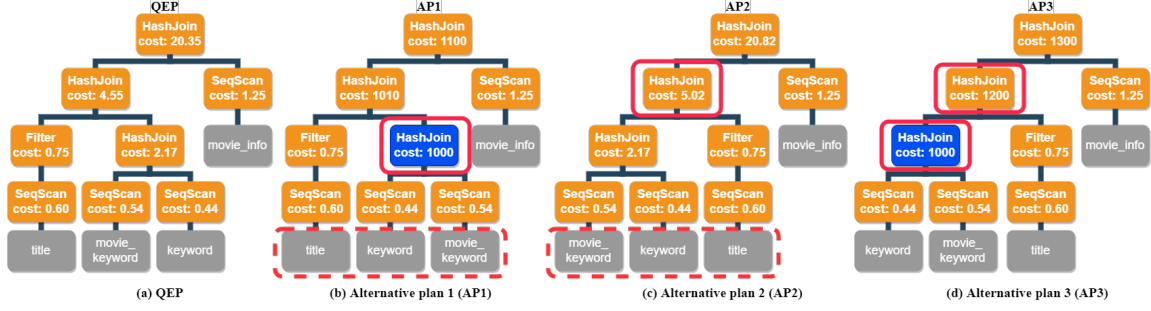 QEP
HashJoin
cost: 20.35
HashJoin
cost: 4.55
SeqScan
cost: 1.25
Filter
cost: 0.75
HashJoin
cost: 2.17
movie_info
SeqScan
cost: 0.60
SeqScan
cost: 0.54
SeqScan
cost: 0.44
title
movie_
keyword
keyword
(a) QEP
AP1
HashJoin
cost: 1100
HashJoin
cost: 1010
SeqScan
cost: 1.25
Filter
cost: 0.75
HashJoin
cost: 1000
movie_info
SeqScan
cost: 0.60
SeqScan
cost: 0.44
SeqScan
cost: 0.54
title
keyword
movie_
keyword
(b) Alternative plan 1 (AP1)
AP2
HashJoin
cost: 20.82
HashJoin
cost: 5.02
SeqScan
cost: 1.25
HashJoin
cost: 2.17
Filter
cost: 0.75
movie_info
SeqScan
cost: 0.54
SeqScan
cost: 0.44
SeqScan
cost: 0.60
movie_
keyword
keyword
title
(c) Alternative plan 2 (AP2)
AP3
HashJoin
cost: 1300
HashJoin
cost: 1200
SeqScan
cost: 1.25
HashJoin
cost: 1000
Filter
cost: 0.75
movie_info
SeqScan
cost: 0.44
SeqScan
cost: 0.54
SeqScan
cost: 0.60
keyword
movie_
keyword
title
(d) Alternative plan 3 (AP3)